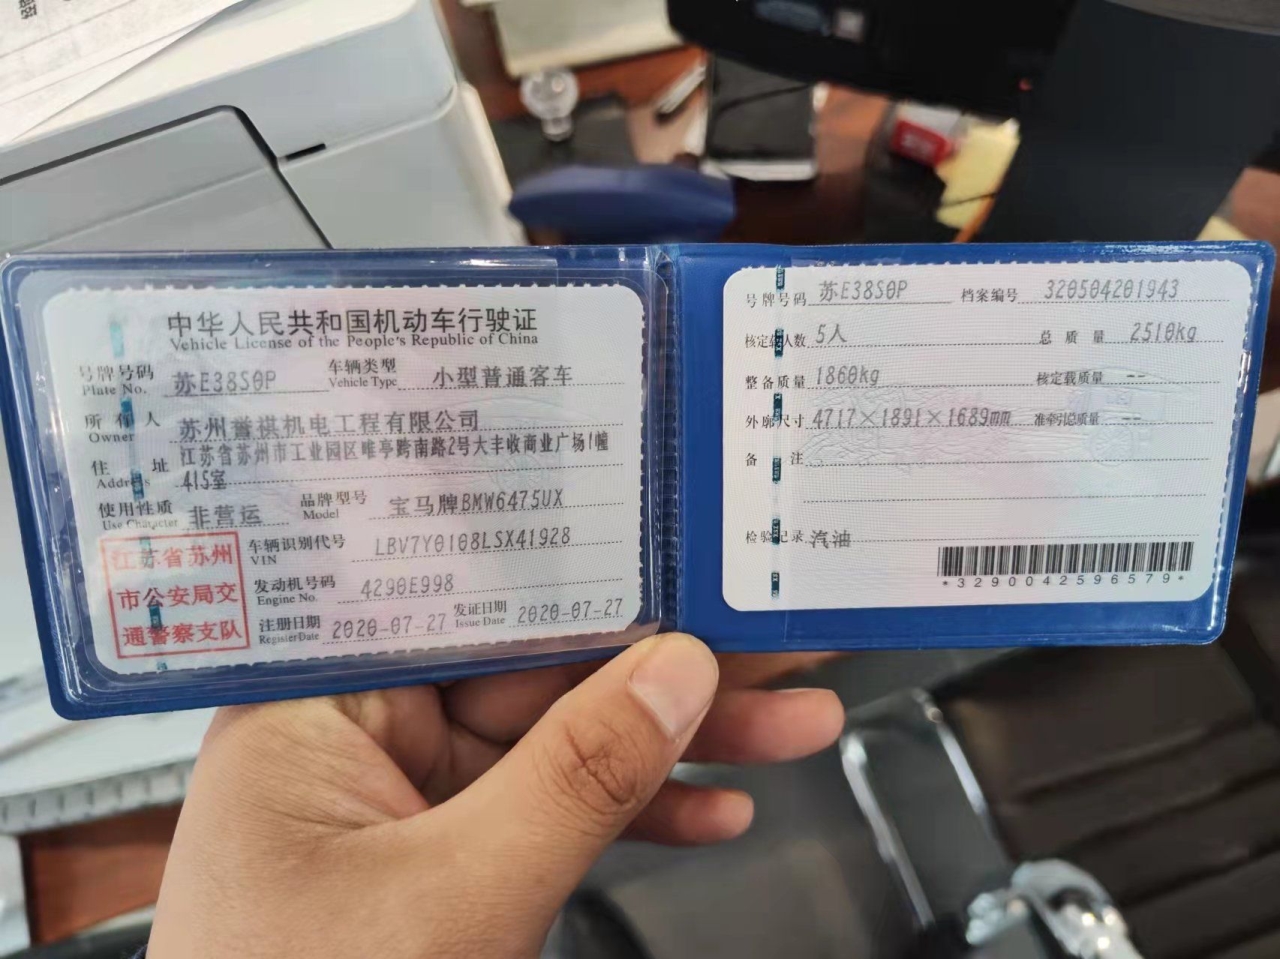 中华人民共和国机动车行驶证
Vehicle License of the People's Republic of China
号牌号码 苏E38S0P 车辆类型 小型普通客车
Plate No. Vehicle Type
所有人 苏州誉祺机电工程有限公司
Owner
住址 江苏省苏州市工业园区唯亭跨南路2号大丰收商业广场1幢
Address 415室
使用性质 非营运 品牌型号 宝马牌BMW6475UX
Use Character Model
江苏省苏州
市公安局交
通警察支队
车辆识别代号 LBV7Y0108LSX41928
VIN
发动机号码 4290E998
Engine No.
注册日期 2020-07-27 发证日期 2020-07-27
Register Date Issue Date
号牌号码 苏E38S0P 档案编号 320504201943
核定载人数 5人 总质量 2510kg
整备质量 1860kg 核定载质量 --
外廓尺寸 4717×1891×1689mm 准牵引总质量 --
备注
检验记录 汽油
*3290042596579*